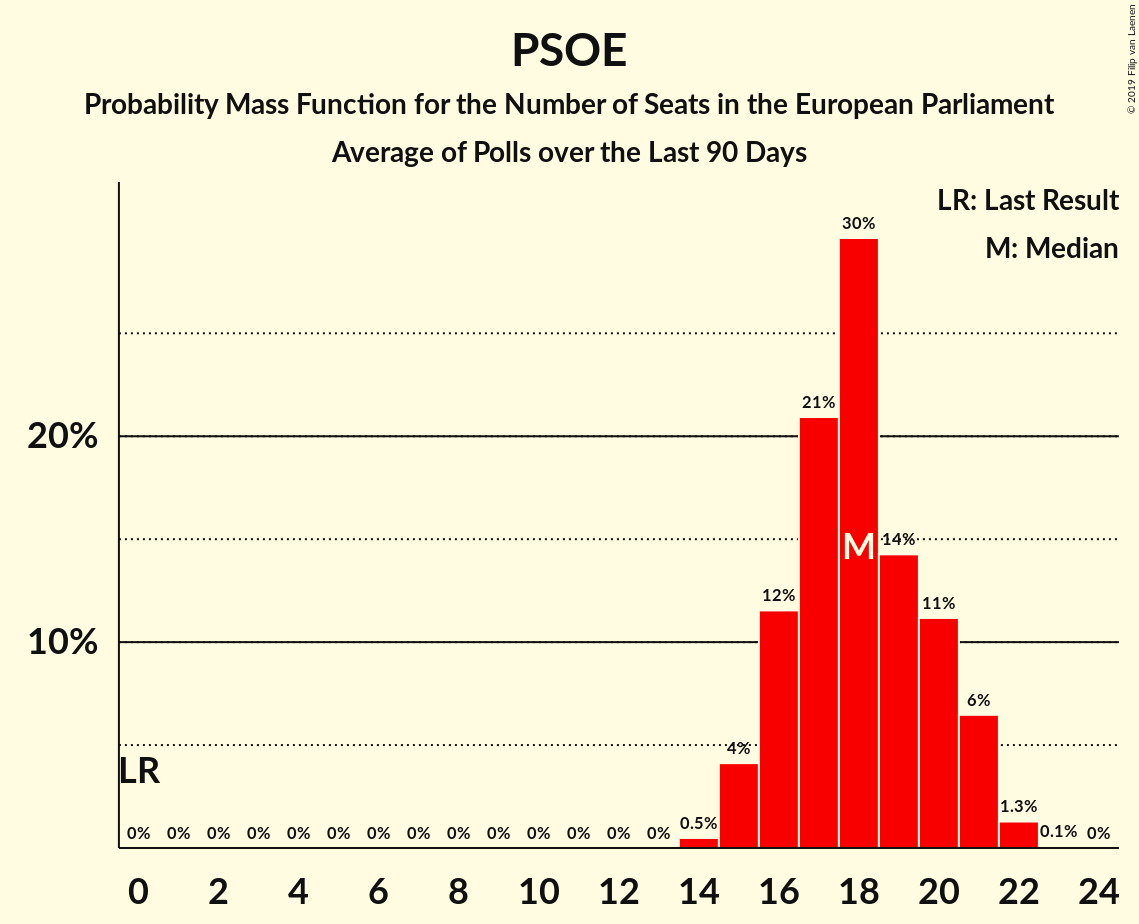 PSOE
Probability Mass Function for the Number of Seats in the European Parliament
Average of Polls over the Last 90 Days
© 2019 Filip van Laenen
LR: Last Result
M: Median
30%
21%
20%
M
14%
12%
11%
10%
6%
4%
LR
1.3%
0% 0% 0% 0% 0% 0% 0% 0% 0% 0% 0% 0% 0% 0% 0.5% 0.1% 0%
0 2 4 6 8 10 12 14 16 18 20 22 24